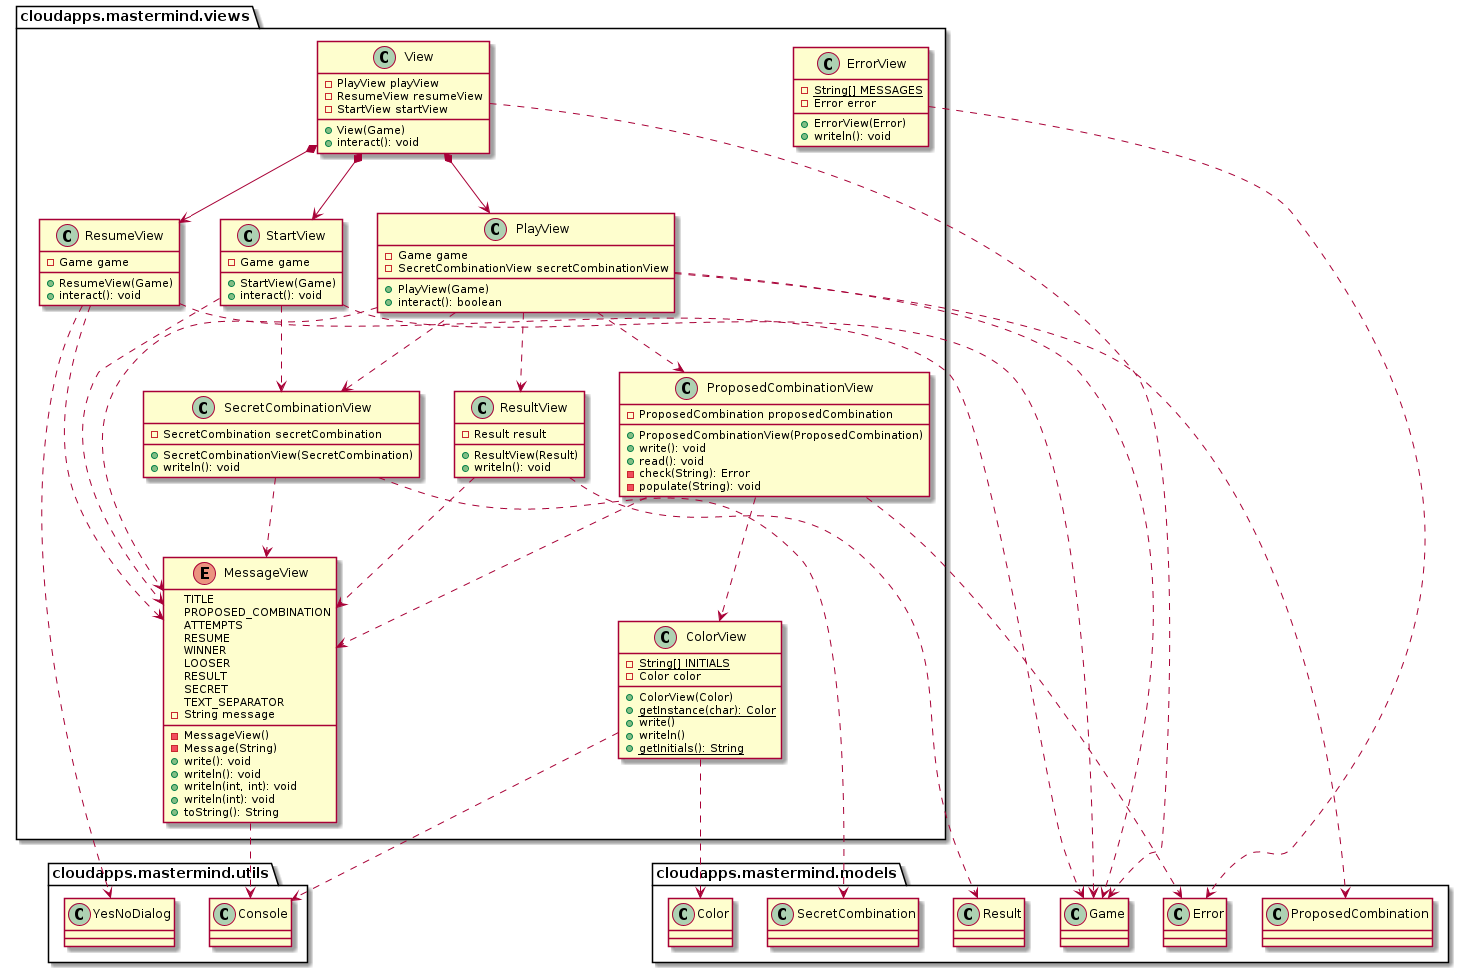 cloudapps.mastermind.views
C View
PlayView playView
ResumeView resumeView
StartView startView
View(Game)
interact(): void
C ErrorView
String[] MESSAGES
Error error
ErrorView(Error)
writeln(): void
C ResumeView
Game game
ResumeView(Game)
interact(): void
C StartView
Game game
StartView(Game)
interact(): void
C PlayView
Game game
SecretCombinationView secretCombinationView
PlayView(Game)
interact(): boolean
C SecretCombinationView
SecretCombination secretCombination
SecretCombinationView(SecretCombination)
writeln(): void
C ResultView
Result result
ResultView(Result)
writeln(): void
C ProposedCombinationView
ProposedCombination proposedCombination
ProposedCombinationView(ProposedCombination)
write(): void
read(): void
check(String): Error
populate(String): void
E MessageView
TITLE
PROPOSED_COMBINATION
ATTEMPTS
RESUME
WINNER
LOOSER
RESULT
SECRET
TEXT_SEPARATOR
String message
MessageView()
Message(String)
write(): void
writeln(): void
writeln(int, int): void
writeln(int): void
toString(): String
C ColorView
String[] INITIALS
Color color
ColorView(Color)
getInstance(char): Color
write()
writeln()
getInitials(): String
cloudapps.mastermind.utils
C YesNoDialog
C Console
cloudapps.mastermind.models
C Color
C SecretCombination
C Result
C Game
C Error
C ProposedCombination